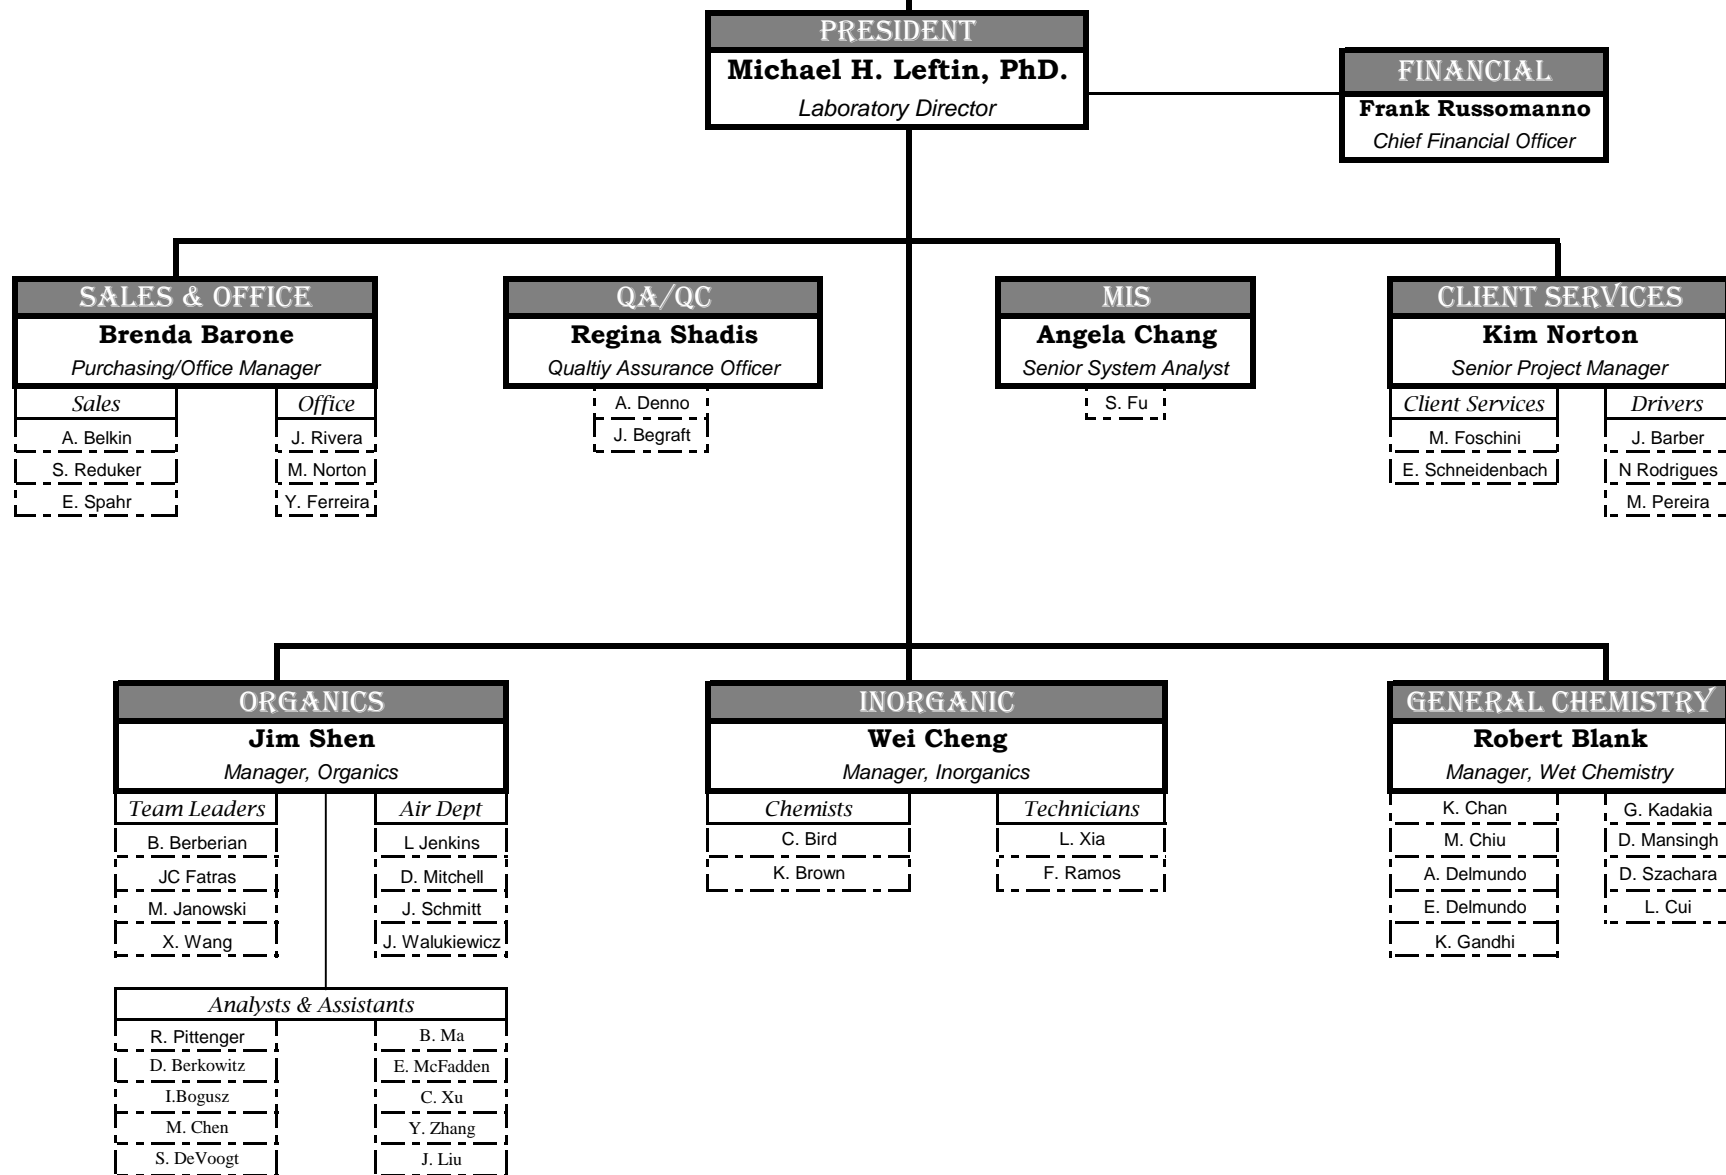 PRESIDENT
Michael H. Leftin, PhD.
Laboratory Director
FINANCIAL
Frank Russomanno
Chief Financial Officer
SALES & OFFICE
Brenda Barone
Purchasing/Office Manager
Sales
Office
A. Belkin
J. Rivera
S. Reduker
M. Norton
E. Spahr
Y. Ferreira
QA/QC
Regina Shadis
Qualtiy Assurance Officer
A. Denno
J. Begraft
MIS
Angela Chang
Senior System Analyst
S. Fu
CLIENT SERVICES
Kim Norton
Senior Project Manager
Client Services
Drivers
M. Foschini
J. Barber
E. Schneidenbach
N Rodrigues
M. Pereira
ORGANICS
Jim Shen
Manager, Organics
Team Leaders
Air Dept
B. Berberian
L Jenkins
JC Fatras
D. Mitchell
M. Janowski
J. Schmitt
X. Wang
J. Walukiewicz
Analysts & Assistants
R. Pittenger
B. Ma
D. Berkowitz
E. McFadden
I.Bogusz
C. Xu
M. Chen
Y. Zhang
S. DeVoogt
J. Liu
INORGANIC
Wei Cheng
Manager, Inorganics
Chemists
Technicians
C. Bird
L. Xia
K. Brown
F. Ramos
GENERAL CHEMISTRY
Robert Blank
Manager, Wet Chemistry
K. Chan
G. Kadakia
M. Chiu
D. Mansingh
A. Delmundo
D. Szachara
E. Delmundo
L. Cui
K. Gandhi